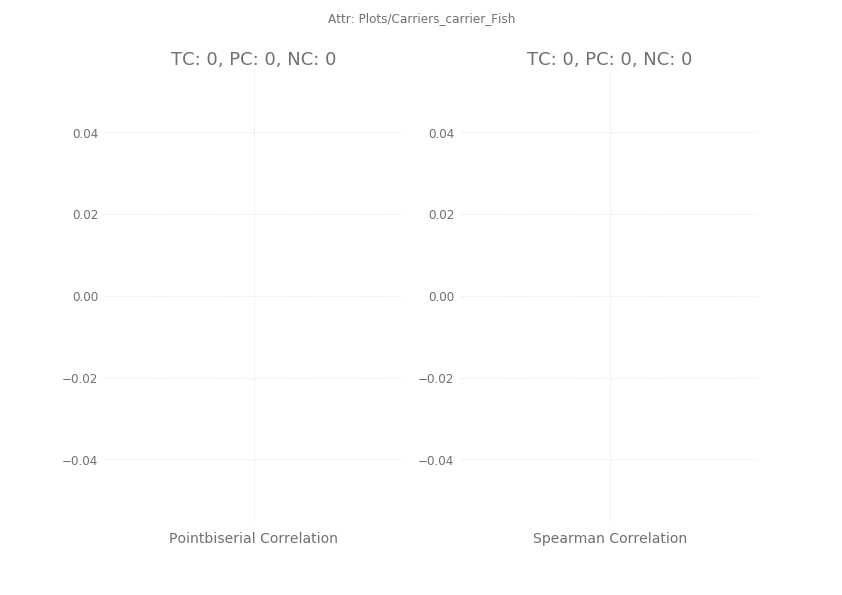 Attr: Plots/Carriers_carrier_Fish
TC: 0, PC: 0, NC: 0
0.04
0.02
0.00
−0.02
−0.04
Pointbiserial Correlation
TC: 0, PC: 0, NC: 0
0.04
0.02
0.00
−0.02
−0.04
Spearman Correlation